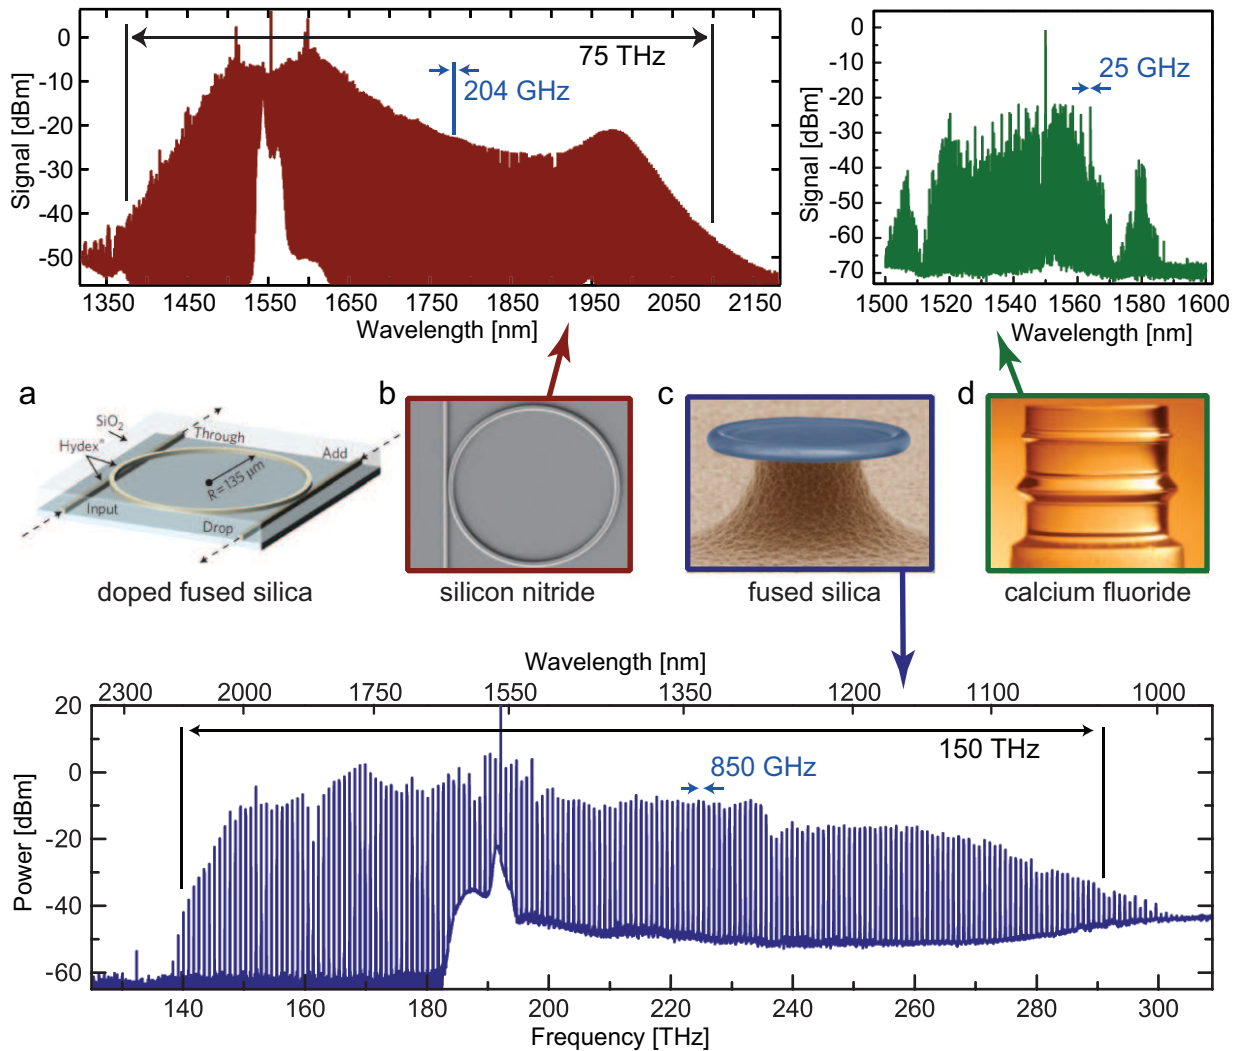 0
-10
-20
-30
-40
-50
Signal [dBm]
75 THz
204 GHz
1350 1450 1550 1650 1750 1850 1950 2050 2150
Wavelength [nm]
0
-10
-20
-30
-40
-50
-60
-70
Signal [dBm]
25 GHz
1500 1520 1540 1560 1580 1600
Wavelength [nm]
a
SiO2
Hydex®
Through
Add
R = 135 μm
Input
Drop
doped fused silica
b
silicon nitride
c
fused silica
d
calcium fluoride
Wavelength [nm]
2300 2000 1750 1550 1350 1200 1100 1000
20
0
-20
-40
-60
Power [dBm]
150 THz
850 GHz
140 160 180 200 220 240 260 280 300
Frequency [THz]